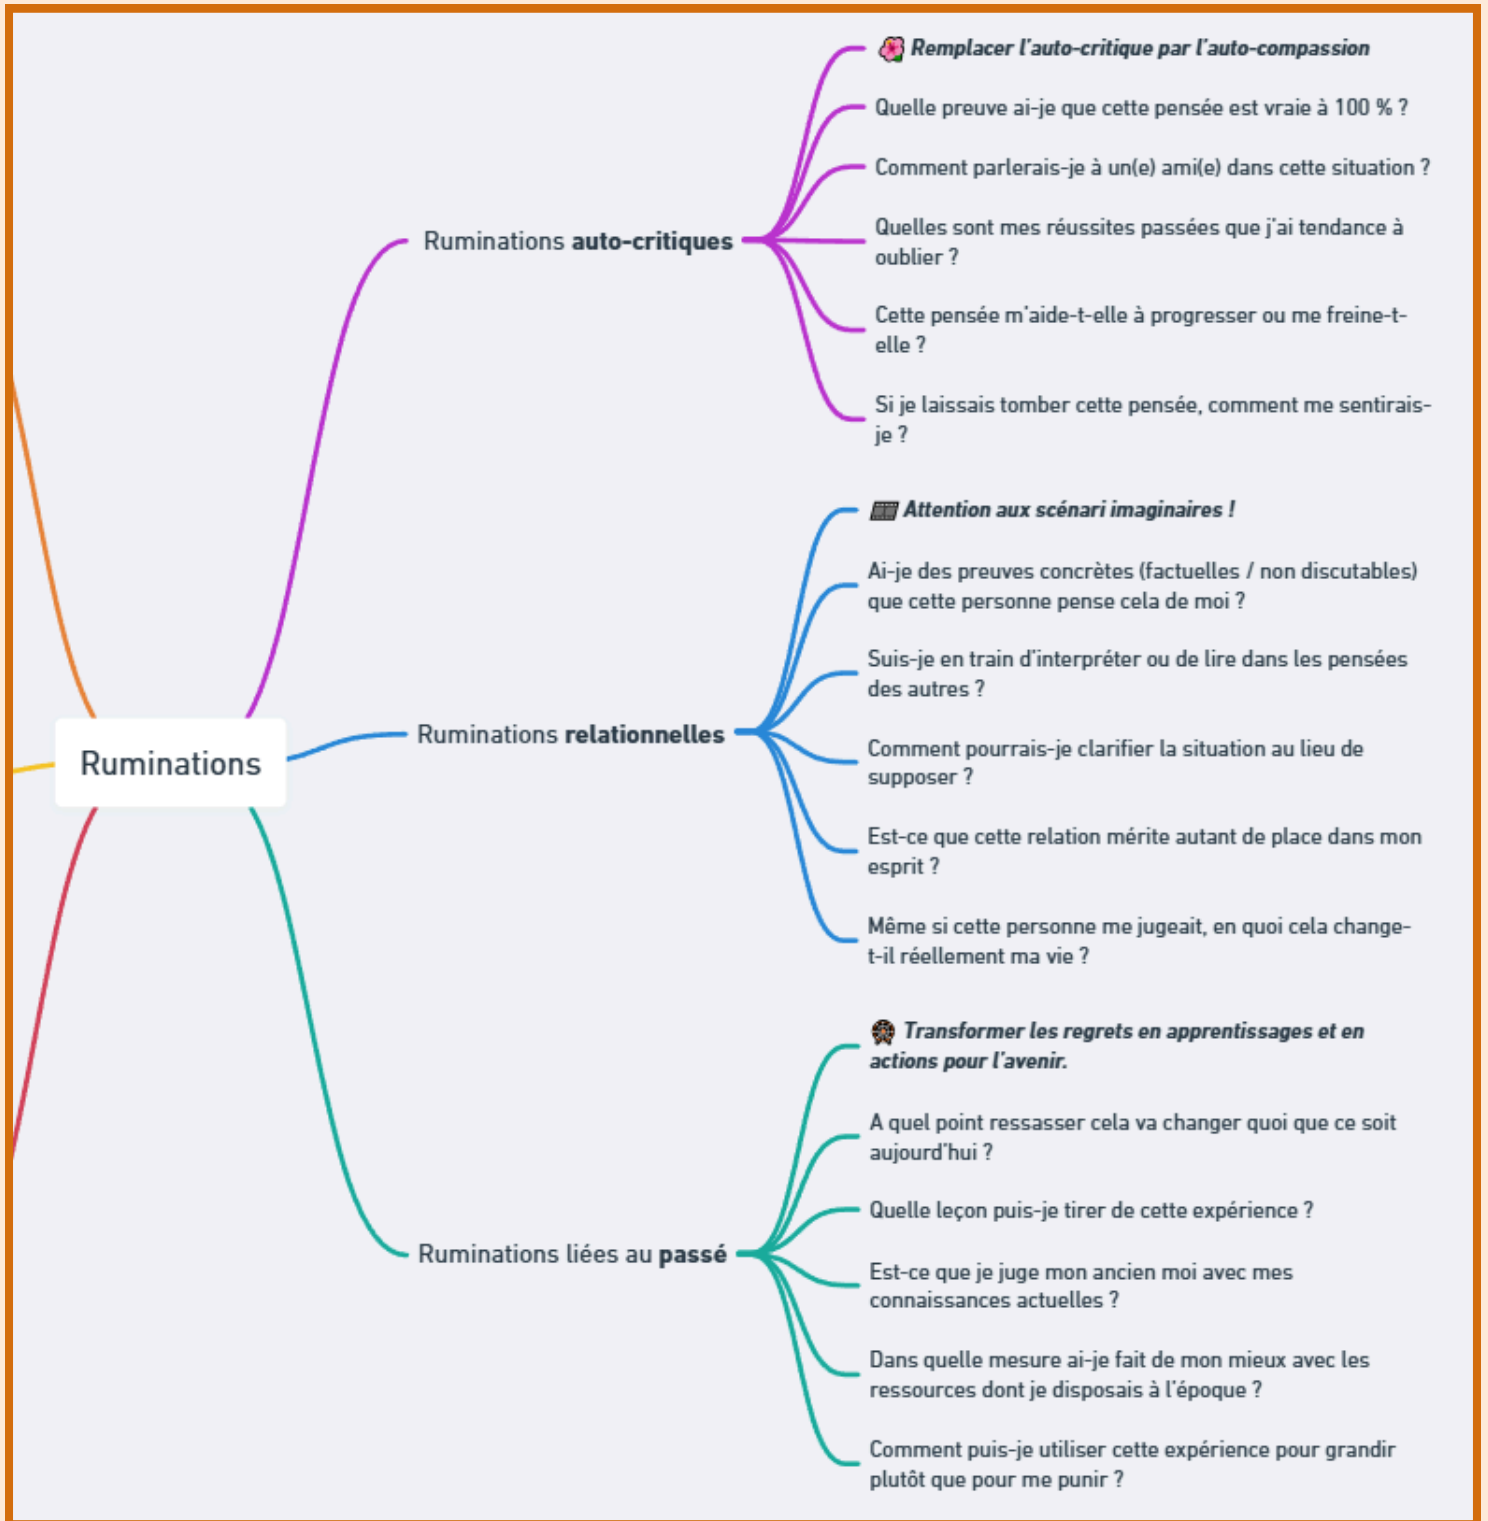 Remplacer l'auto-critique par l'auto-compassion
Quelle preuve ai-je que cette pensée est vraie à 100 % ?
Comment parlerais-je à un(e) ami(e) dans cette situation ?
Ruminations auto-critiques
Quelles sont mes réussites passées que j'ai tendance à
oublier ?
Cette pensée m'aide-t-elle à progresser ou me freine-t-
elle ?
Si je laissais tomber cette pensée, comment me sentirais-
je ?
Attention aux scénari imaginaires !
Ai-je des preuves concrètes (factuelles / non discutables)
que cette personne pense cela de moi ?
Suis-je en train d'interpréter ou de lire dans les pensées
des autres ?
Ruminations
Ruminations relationnelles
Comment pourrais-je clarifier la situation au lieu de
supposer ?
Est-ce que cette relation mérite autant de place dans mon
esprit ?
Même si cette personne me jugeait, en quoi cela change-
t-il réellement ma vie ?
Transformer les regrets en apprentissages et en
actions pour l'avenir.
A quel point ressasser cela va changer quoi que ce soit
aujourd'hui ?
Quelle leçon puis-je tirer de cette expérience ?
Ruminations liées au passé
Est-ce que je juge mon ancien moi avec mes
connaissances actuelles ?
Dans quelle mesure ai-je fait de mon mieux avec les
ressources dont je disposais à l'époque ?
Comment puis-je utiliser cette expérience pour grandir
plutôt que pour me punir ?